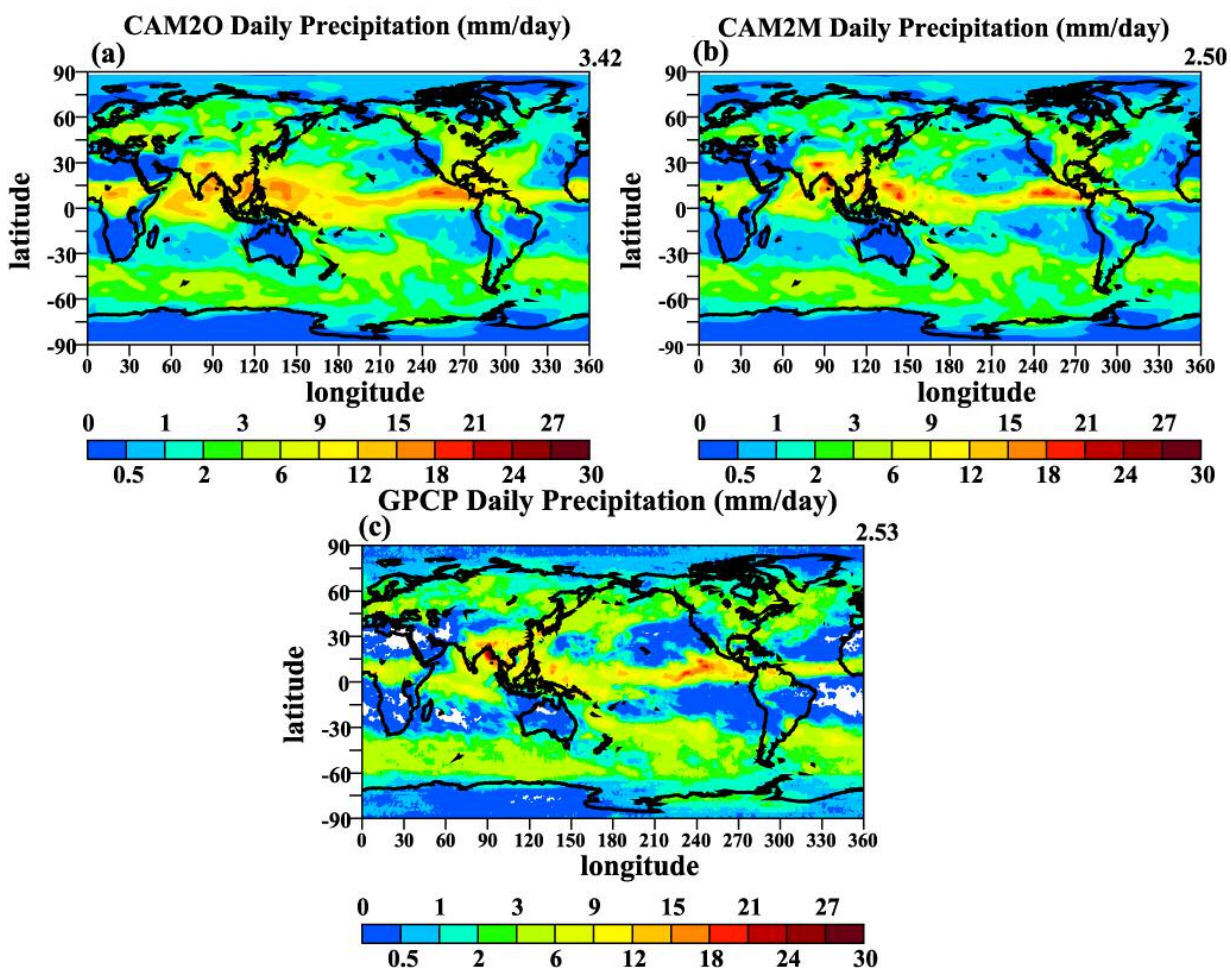 CAM2O Daily Precipitation (mm/day)
(a)
3.42
90
60
30
0
-30
-60
-90
latitude
0 30 60 90 120 150 180 210 240 270 300 330 360
longitude
0 1 3 9 15 21 27
0.5 2 6 12 18 24 30
CAM2M Daily Precipitation (mm/day)
(b)
2.50
90
60
30
0
-30
-60
-90
latitude
0 30 60 90 120 150 180 210 240 270 300 330 360
longitude
0 1 3 9 15 21 27
0.5 2 6 12 18 24 30
GPCP Daily Precipitation (mm/day)
(c)
2.53
90
60
30
0
-30
-60
-90
latitude
0 30 60 90 120 150 180 210 240 270 300 330 360
longitude
0 1 3 9 15 21 27
0.5 2 6 12 18 24 30